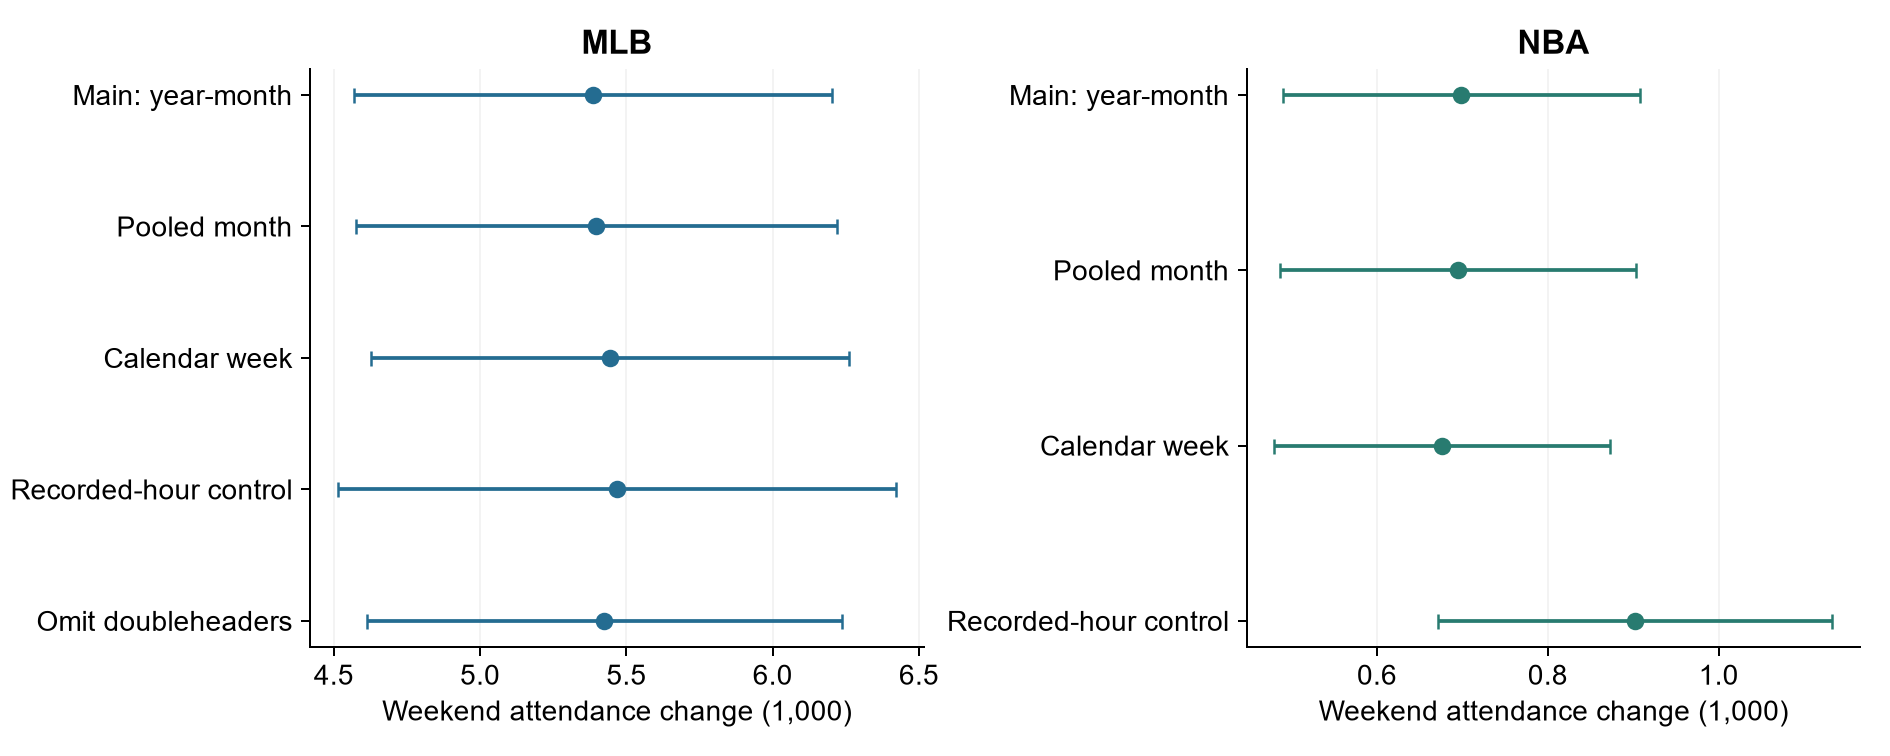 MLB
Main: year-month
Pooled month
Calendar week
Recorded-hour control
Omit doubleheaders
4.5 5.0 5.5 6.0 6.5
Weekend attendance change (1,000)
NBA
Main: year-month
Pooled month
Calendar week
Recorded-hour control
0.6 0.8 1.0
Weekend attendance change (1,000)